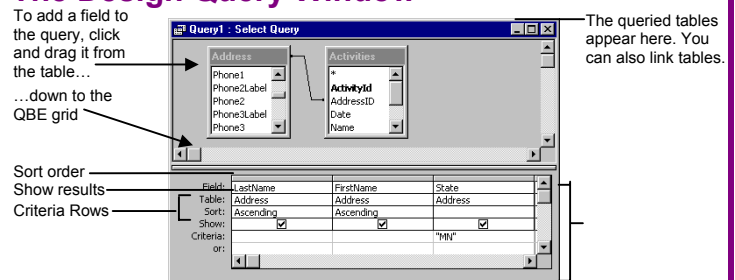 The Design Query Window
To add a field to
the query, click
and drag it from
the table…
…down to the
QBE grid
Sort order
Show results
Criteria Rows
Query1 : Select Query
Address
Phone1
Phone2Label
Phone2
Phone3Label
Phone3
Activities
*
ActivityId
AddressID
Date
Name
The queried tables
appear here. You
can also link tables.
Field: LastName FirstName State
Table: Address Address Address
Sort: Ascending Ascending
Show:
Criteria: "MN"
or: